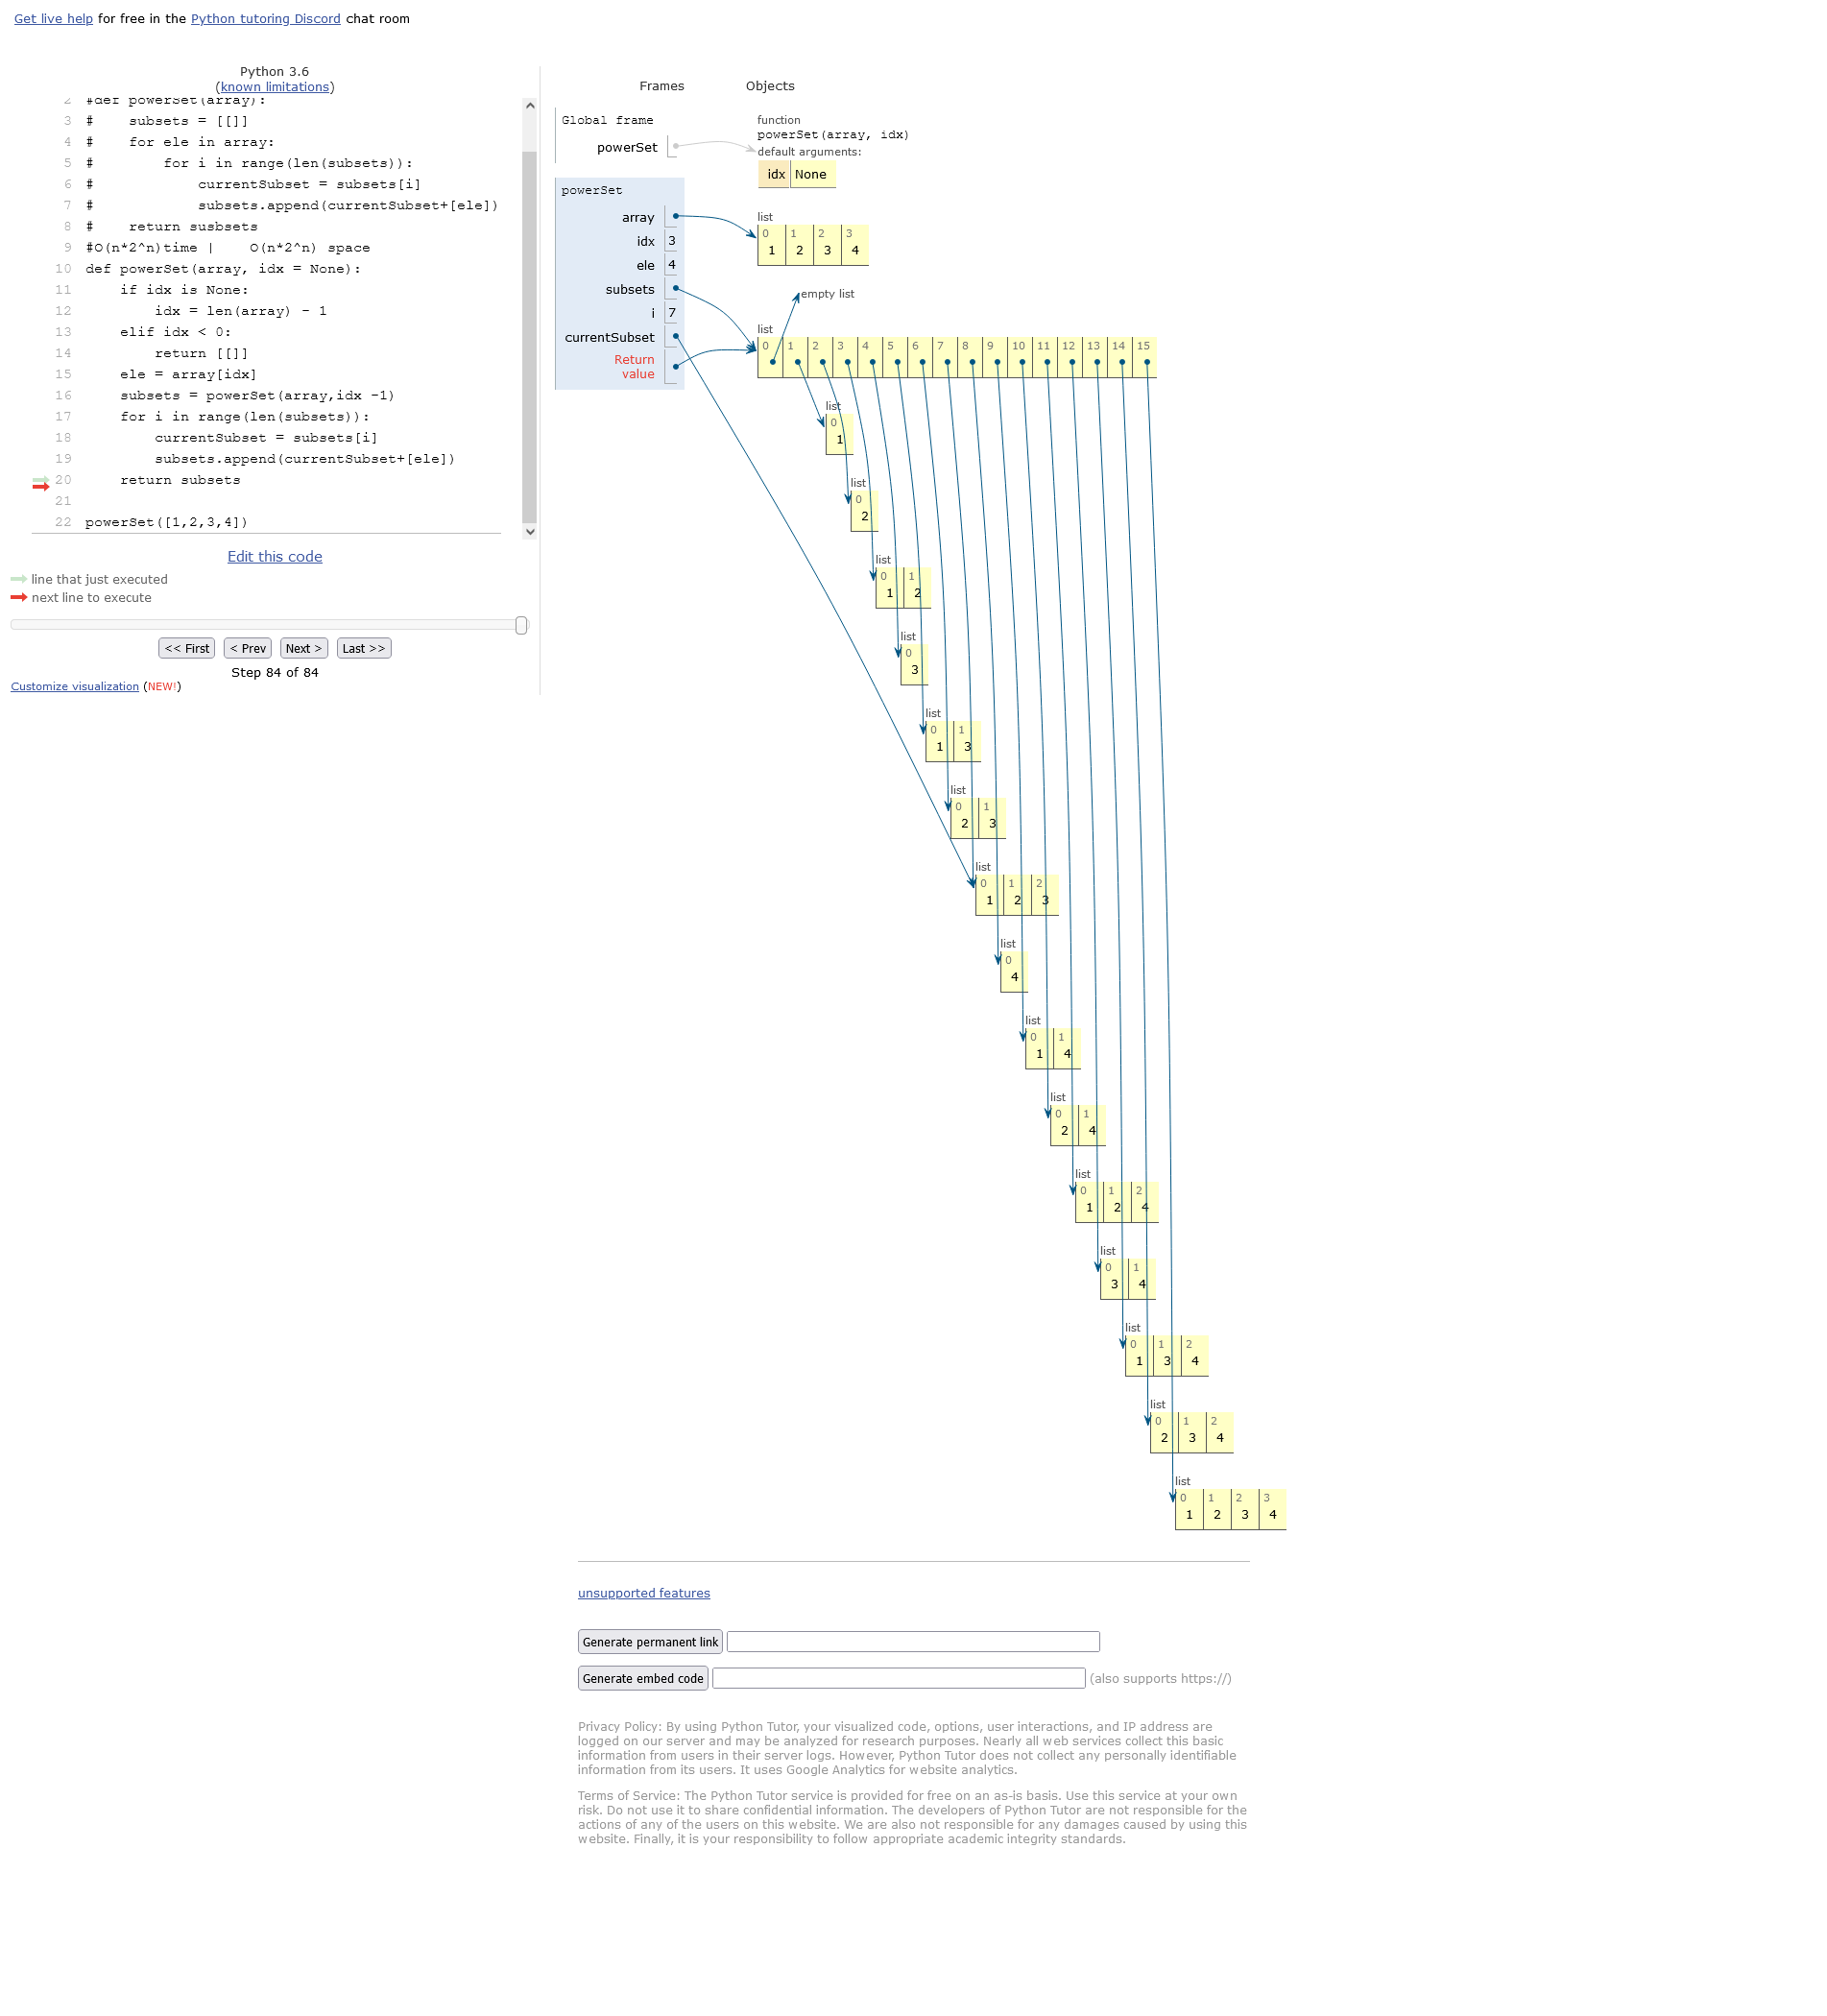 Get live help for free in the Python tutoring Discord chat room
Python 3.6
(known limitations)
2 #def powerSet(array):
3 #    subsets = [[]]
4 #    for ele in array:
5 #        for i in range(len(subsets)):
6 #            currentSubset = subsets[i]
7 #            subsets.append(currentSubset+[ele])
8 #    return susbsets
9 #O(n*2^n)time |    O(n*2^n) space
10 def powerSet(array, idx = None):
11     if idx is None:
12         idx = len(array) - 1
13     elif idx < 0:
14         return [[]]
15     ele = array[idx]
16     subsets = powerSet(array,idx -1)
17     for i in range(len(subsets)):
18         currentSubset = subsets[i]
19         subsets.append(currentSubset+[ele])
20     return subsets
21
22 powerSet([1,2,3,4])
Edit this code
line that just executed
next line to execute
<< First < Prev Next > Last >>
Step 84 of 84
Customize visualization (NEW!)
Frames Objects
Global frame
powerSet
function
powerSet(array, idx)
default arguments:
idx None
powerSet
array
idx 3
ele 4
subsets
i 7
currentSubset
Return
value
list
0 1 2 3
1 2 3 4
empty list
list
0 1 2 3 4 5 6 7 8 9 10 11 12 13 14 15
list
0
1
list
0
2
list
0 1
1 2
list
0
3
list
0 1
1 3
list
0 1
2 3
list
0 1 2
1 2 3
list
0
4
list
0 1
1 4
list
0 1
2 4
list
0 1 2
1 2 4
list
0 1
3 4
list
0 1 2
1 3 4
list
0 1 2
2 3 4
list
0 1 2 3
1 2 3 4
unsupported features
Generate permanent link
Generate embed code (also supports https://)
Privacy Policy: By using Python Tutor, your visualized code, options, user interactions, and IP address are
logged on our server and may be analyzed for research purposes. Nearly all web services collect this basic
information from users in their server logs. However, Python Tutor does not collect any personally identifiable
information from its users. It uses Google Analytics for website analytics.
Terms of Service: The Python Tutor service is provided for free on an as-is basis. Use this service at your own
risk. Do not use it to share confidential information. The developers of Python Tutor are not responsible for the
actions of any of the users on this website. We are also not responsible for any damages caused by using this
website. Finally, it is your responsibility to follow appropriate academic integrity standards.